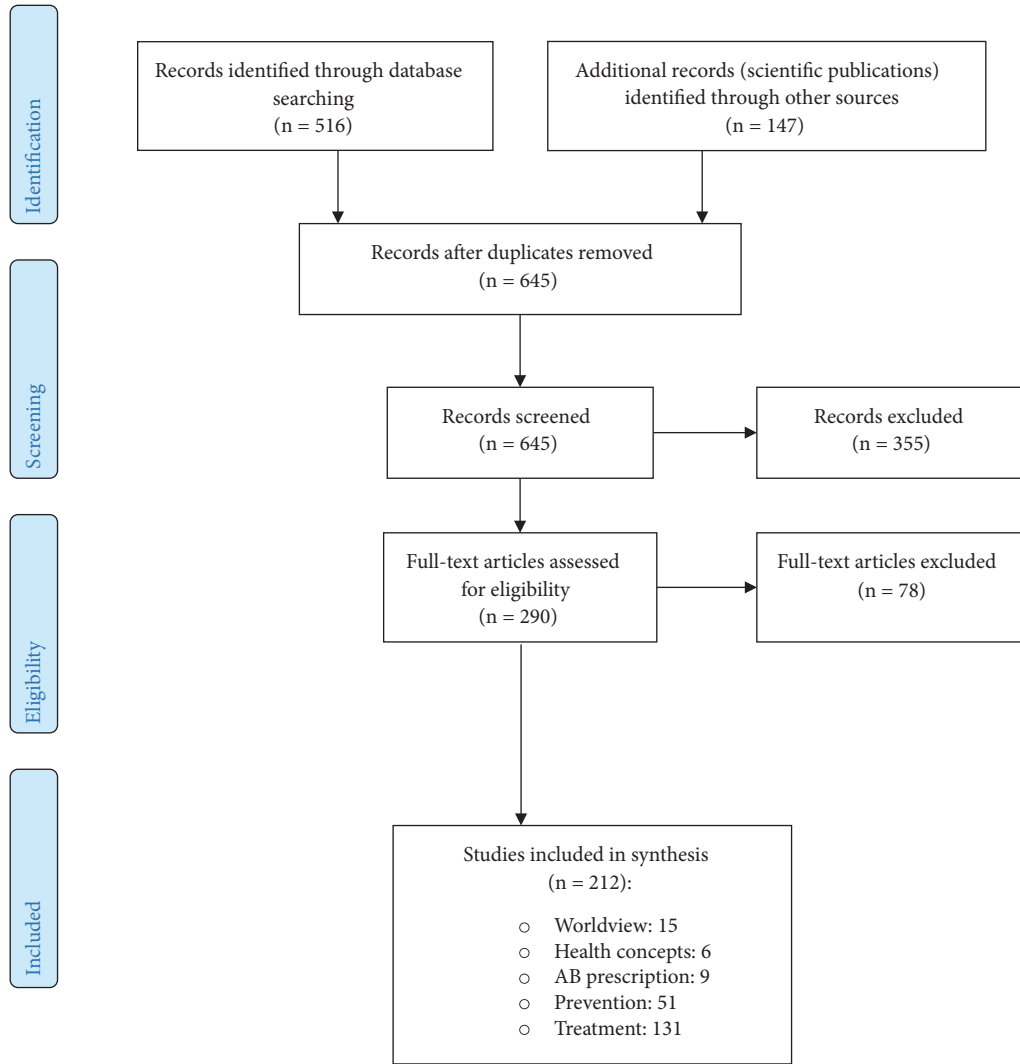 Identification
Records identified through database
searching
(n = 516)
Additional records (scientific publications)
identified through other sources
(n = 147)
Records after duplicates removed
(n = 645)
Screening
Records screened
(n = 645)
Records excluded
(n = 355)
Eligibility
Full-text articles assessed
for eligibility
(n = 290)
Full-text articles excluded
(n = 78)
Included
Studies included in synthesis
(n = 212):
○ Worldview: 15
○ Health concepts: 6
○ AB prescription: 9
○ Prevention: 51
○ Treatment: 131